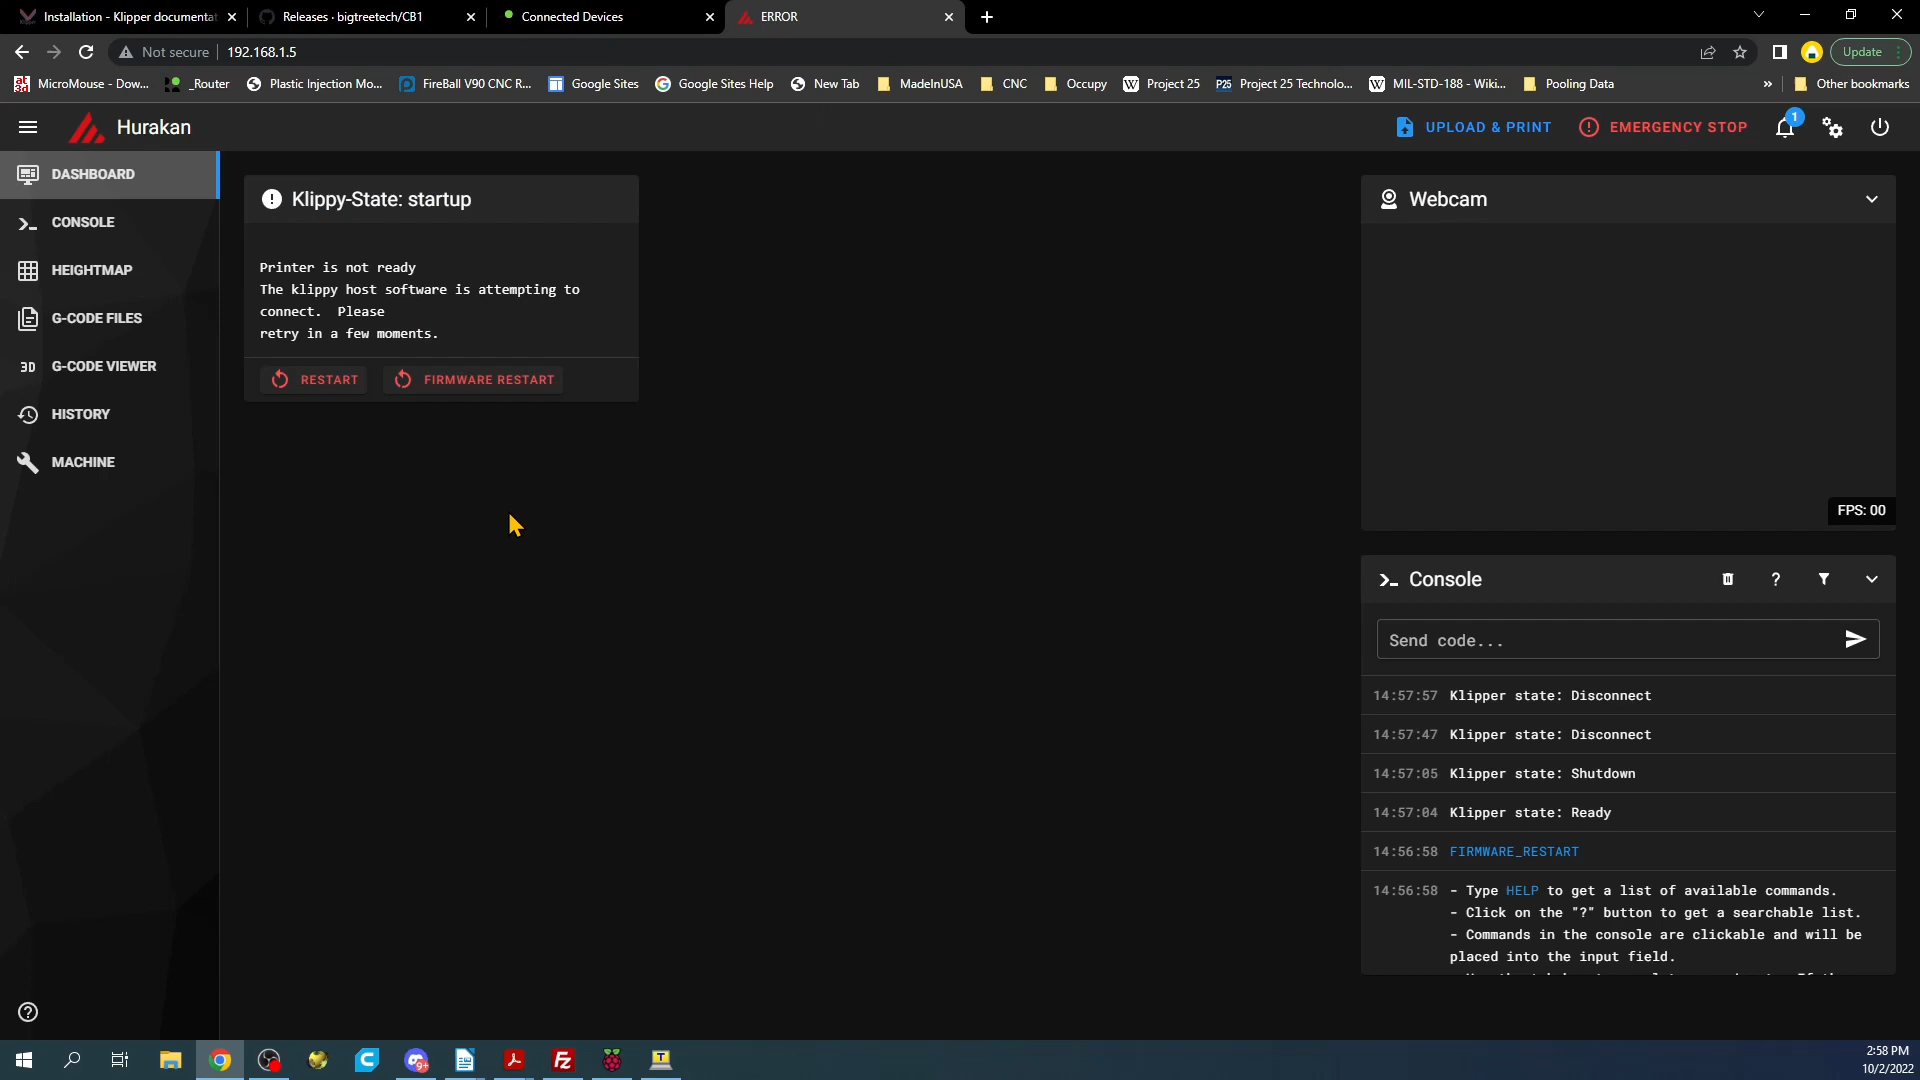 Installation - Klipper documentat
Releases · bigtreetech/CB1
Connected Devices
ERROR
Not secure
192.168.1.5
Update
MicroMouse - Dow...
_Router
Plastic Injection Mo...
FireBall V90 CNC R...
Google Sites
Google Sites Help
New Tab
MadeInUSA
CNC
Occupy
Project 25
Project 25 Technolo...
MIL-STD-188 - Wiki...
Pooling Data
»
Other bookmarks
Hurakan
UPLOAD & PRINT
EMERGENCY STOP
1
DASHBOARD
CONSOLE
HEIGHTMAP
G-CODE FILES
3D G-CODE VIEWER
HISTORY
MACHINE
Klippy-State: startup
Printer is not ready
The klippy host software is attempting to
connect.  Please
retry in a few moments.
RESTART
FIRMWARE RESTART
Webcam
FPS: 00
Console
?
Send code...
14:57:57 Klipper state: Disconnect
14:57:47 Klipper state: Disconnect
14:57:05 Klipper state: Shutdown
14:57:04 Klipper state: Ready
14:56:58 FIRMWARE_RESTART
14:56:58 - Type HELP to get a list of available commands.
- Click on the "?" button to get a searchable list.
- Commands in the console are clickable and will be
placed into the input field.
2:58 PM
10/2/2022